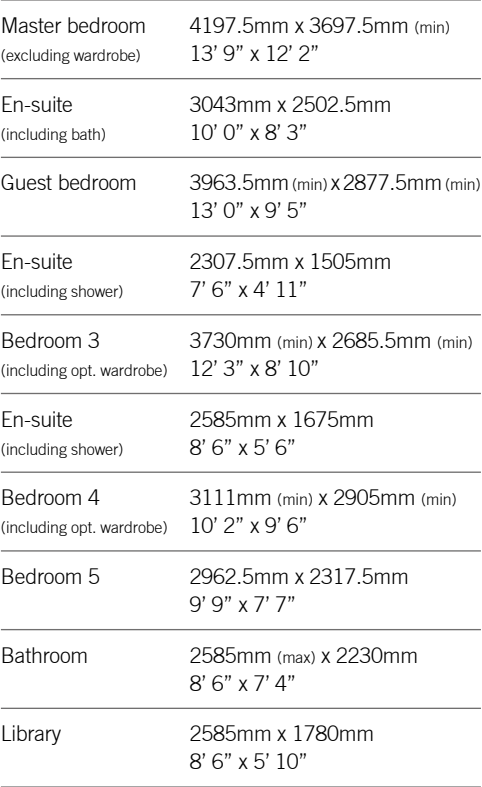 Master bedroom 4197.5mm x 3697.5mm (min)
(excluding wardrobe) 13’ 9” x 12’ 2”
En-suite 3043mm x 2502.5mm
(including bath) 10’ 0” x 8’ 3”
Guest bedroom 3963.5mm (min) x 2877.5mm (min)
13’ 0” x 9’ 5”
En-suite 2307.5mm x 1505mm
(including shower) 7’ 6” x 4’ 11”
Bedroom 3 3730mm (min) x 2685.5mm (min)
(including opt. wardrobe) 12’ 3” x 8’ 10”
En-suite 2585mm x 1675mm
(including shower) 8’ 6” x 5’ 6”
Bedroom 4 3111mm (min) x 2905mm (min)
(including opt. wardrobe) 10’ 2” x 9’ 6”
Bedroom 5 2962.5mm x 2317.5mm
9’ 9” x 7’ 7”
Bathroom 2585mm (max) x 2230mm
8’ 6” x 7’ 4”
Library 2585mm x 1780mm
8’ 6” x 5’ 10”